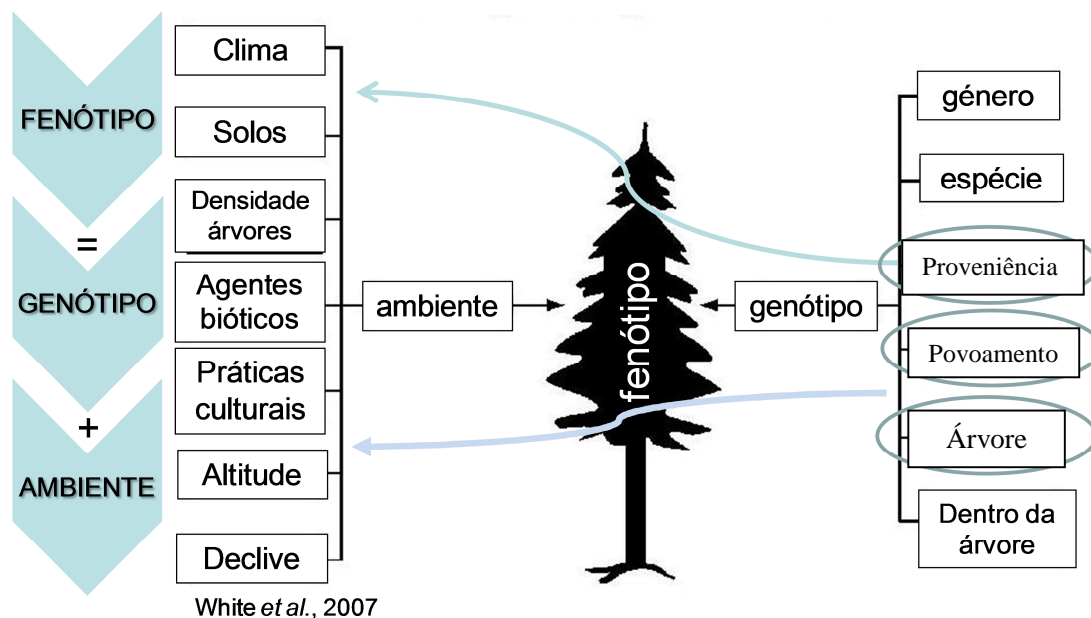 FENÓTIPO
=
GENÓTIPO
+
AMBIENTE
Clima
Solos
Densidade
árvores
Agentes
bióticos
Práticas
culturais
Altitude
Declive
White et al., 2007
ambiente
fenótipo
genótipo
género
espécie
Proveniência
Povoamento
Árvore
Dentro da
árvore